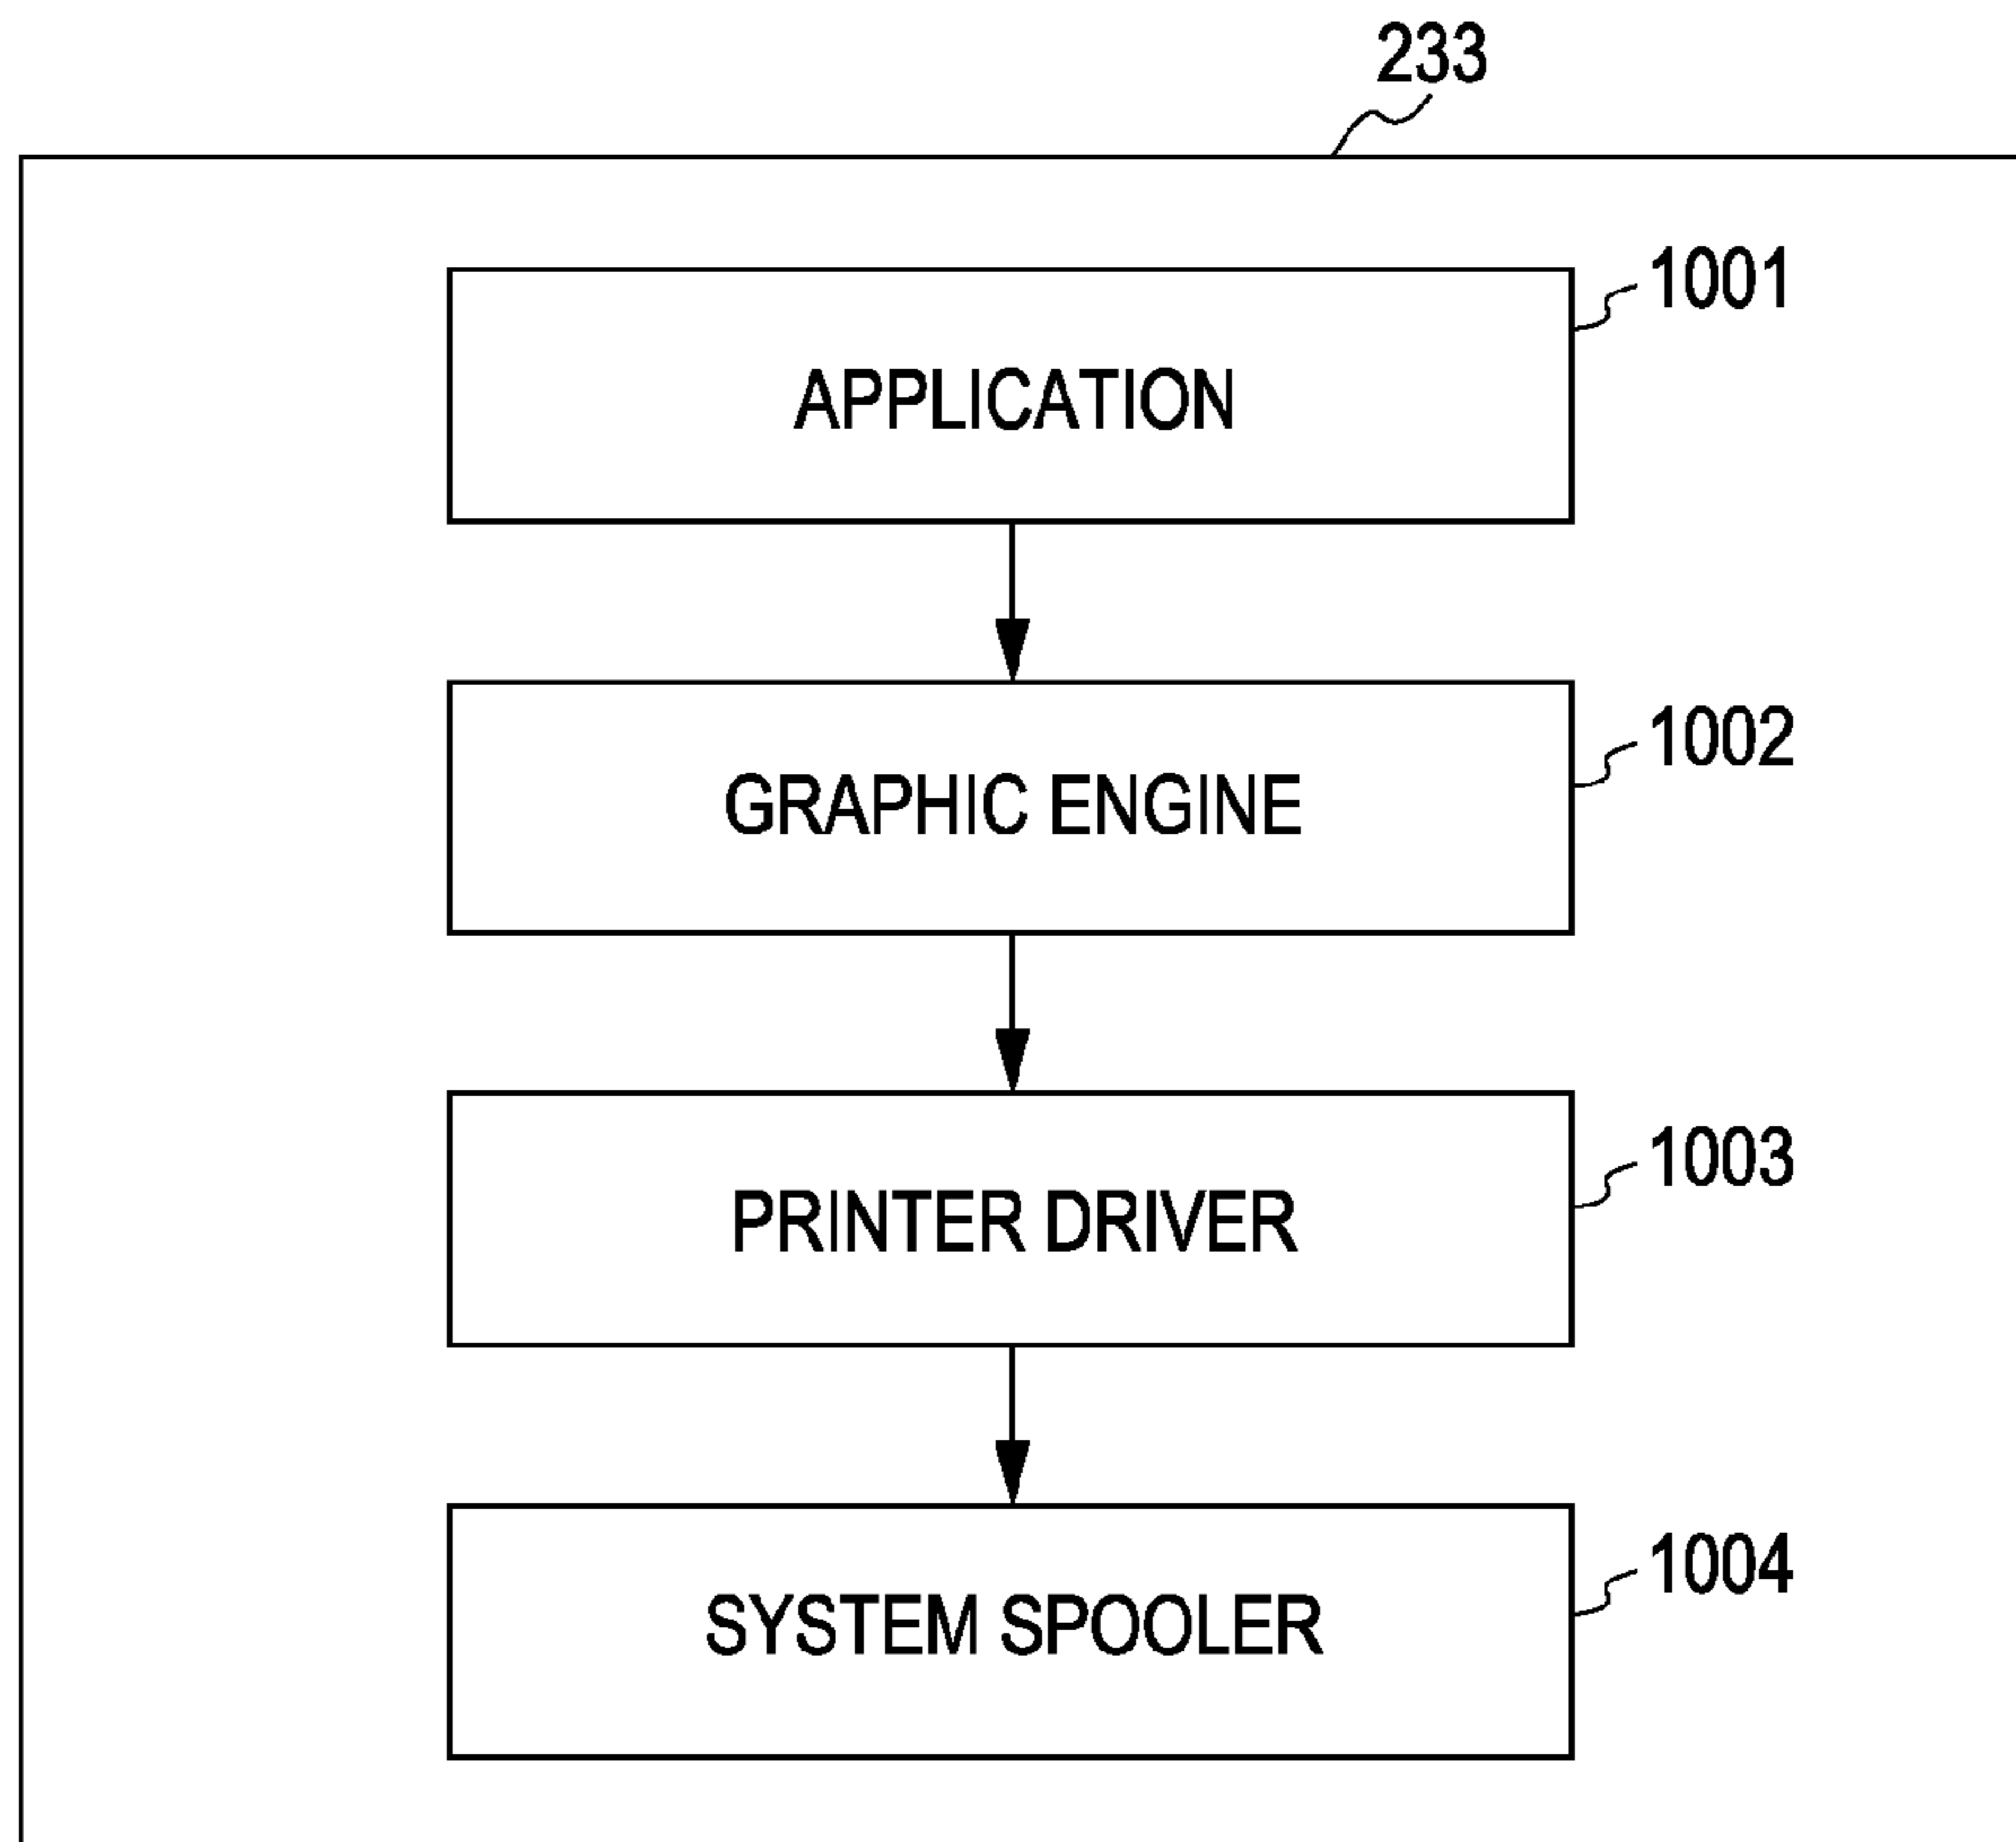 233
1001
APPLICATION
1002
GRAPHIC ENGINE
1003
PRINTER DRIVER
1004
SYSTEM SPOOLER